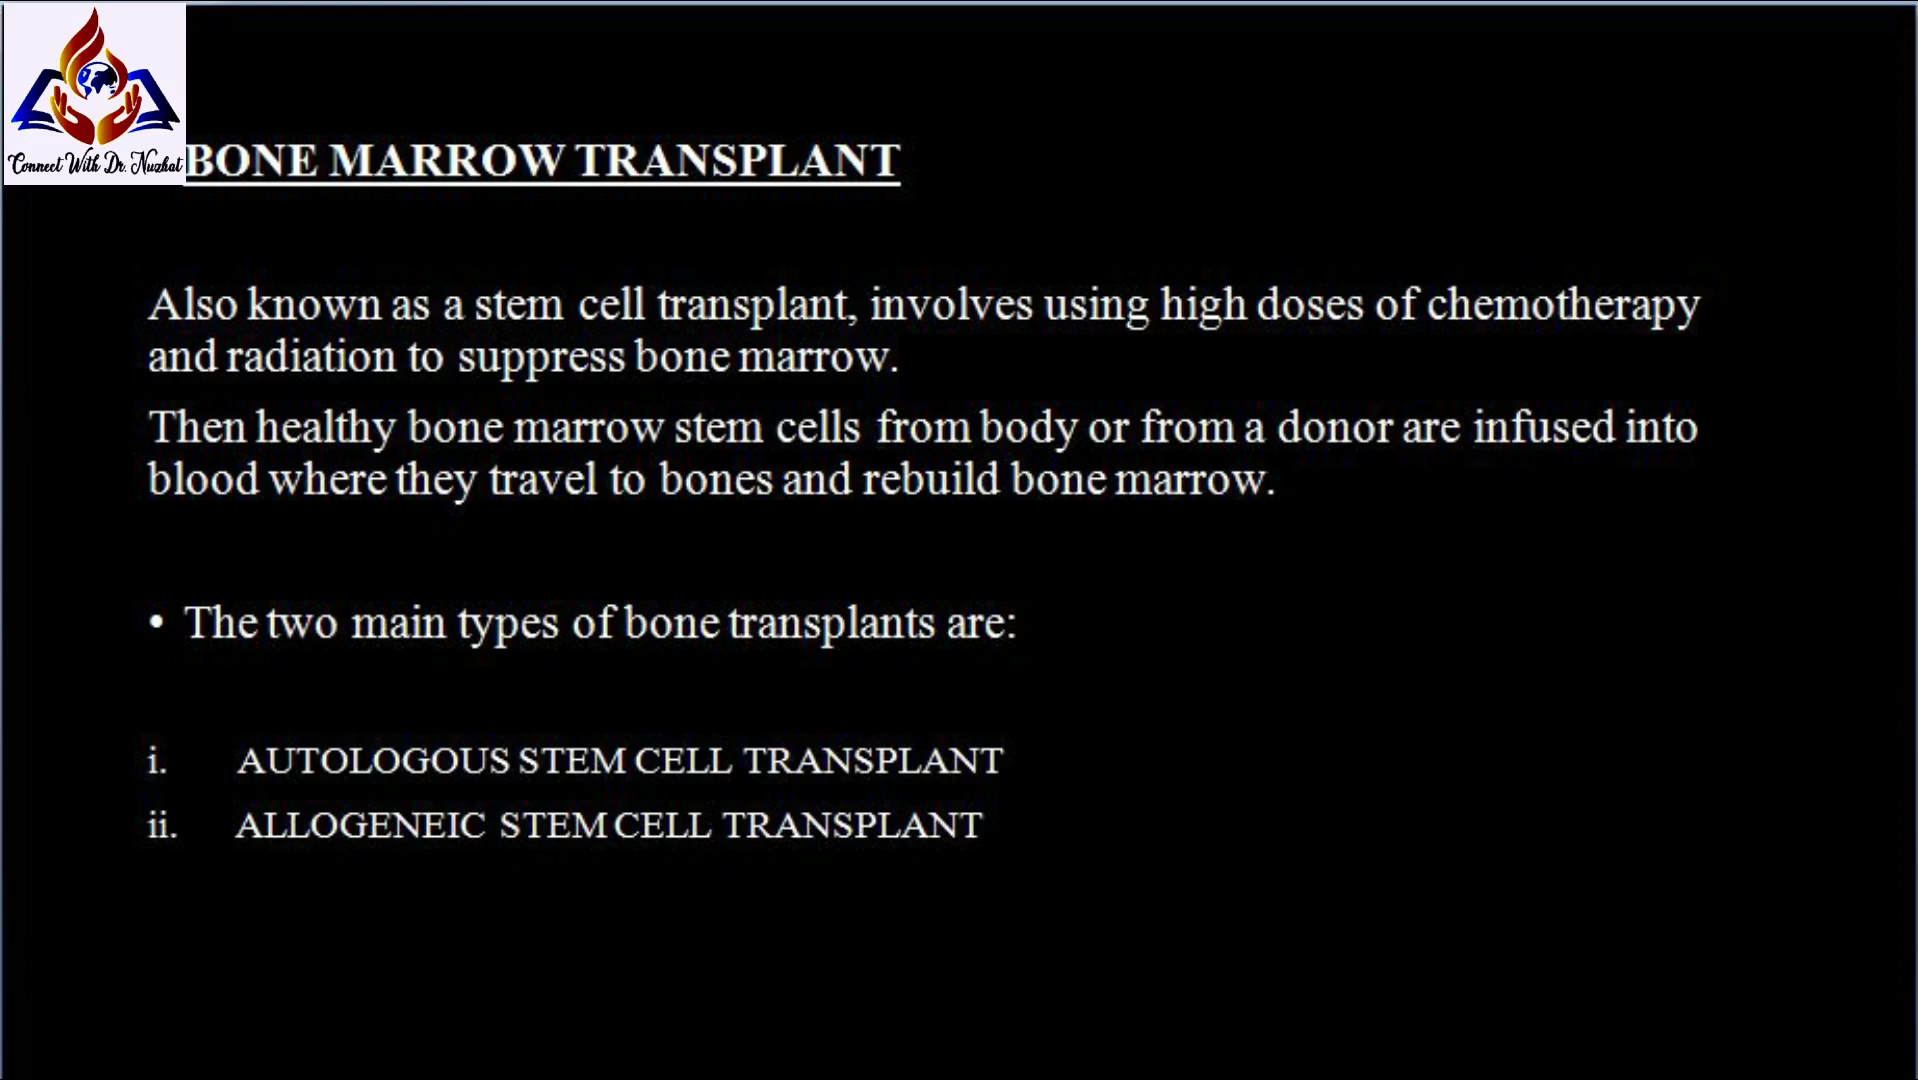 Connect With Dr. Nuzhat
BONE MARROW TRANSPLANT
Also known as a stem cell transplant, involves using high doses of chemotherapy
and radiation to suppress bone marrow.
Then healthy bone marrow stem cells from body or from a donor are infused into
blood where they travel to bones and rebuild bone marrow.
• The two main types of bone transplants are:
i. AUTOLOGOUS STEM CELL TRANSPLANT
ii. ALLOGENEIC STEM CELL TRANSPLANT